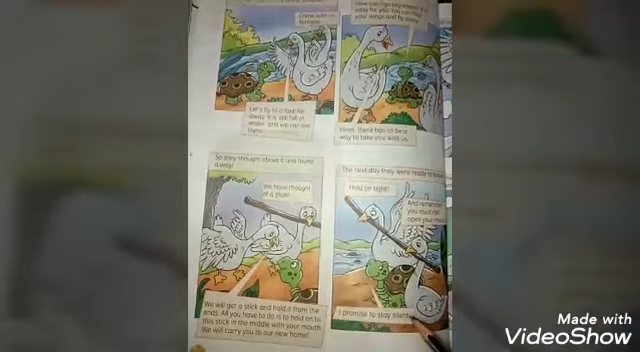 Come with us,
How can I go anywhere? It is
easy for you. You can
your wings and fly away.
Let's fly to a lake far
away. It is still full of
water and we can live
there.
Hmm, there has to be a
way to take you with us.
So they thought about it and found
a way!
We have thought
of a plan!
We will get a stick and hold it from the
ends. All you have to do is to hold on to
this stick in the middle with your mouth.
We will carry you to our new home!
The next day they were ready to
Hold on tight!
And remember
you must not
open your
I promise to stay silent.
Made with
VideoShow